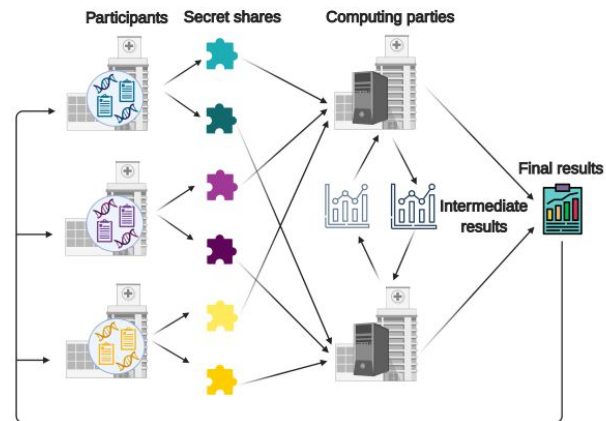 Participants
Secret shares
Computing parties
Final results
Intermediate
results